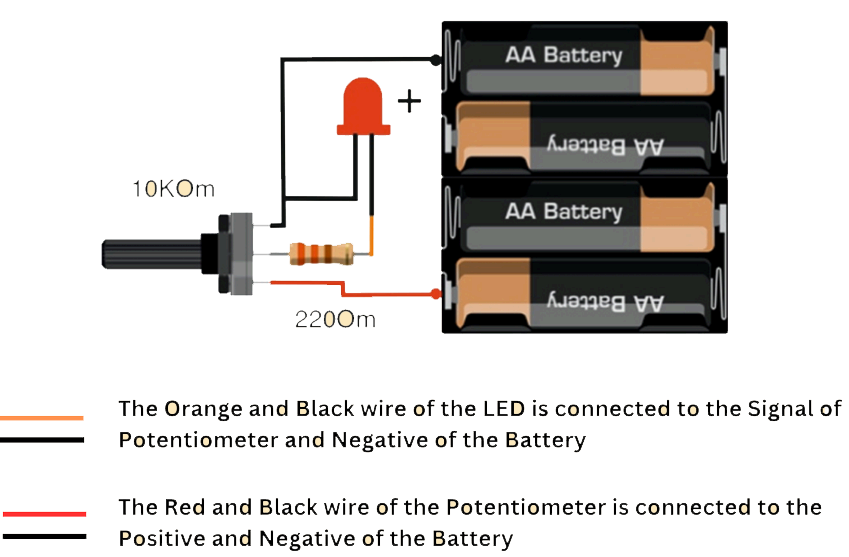 AA Battery
+
AA Battery
10KOm
AA Battery
AA Battery
220Om
The Orange and Black wire of the LED is connected to the Signal of
Potentiometer and Negative of the Battery
The Red and Black wire of the Potentiometer is connected to the
Positive and Negative of the Battery